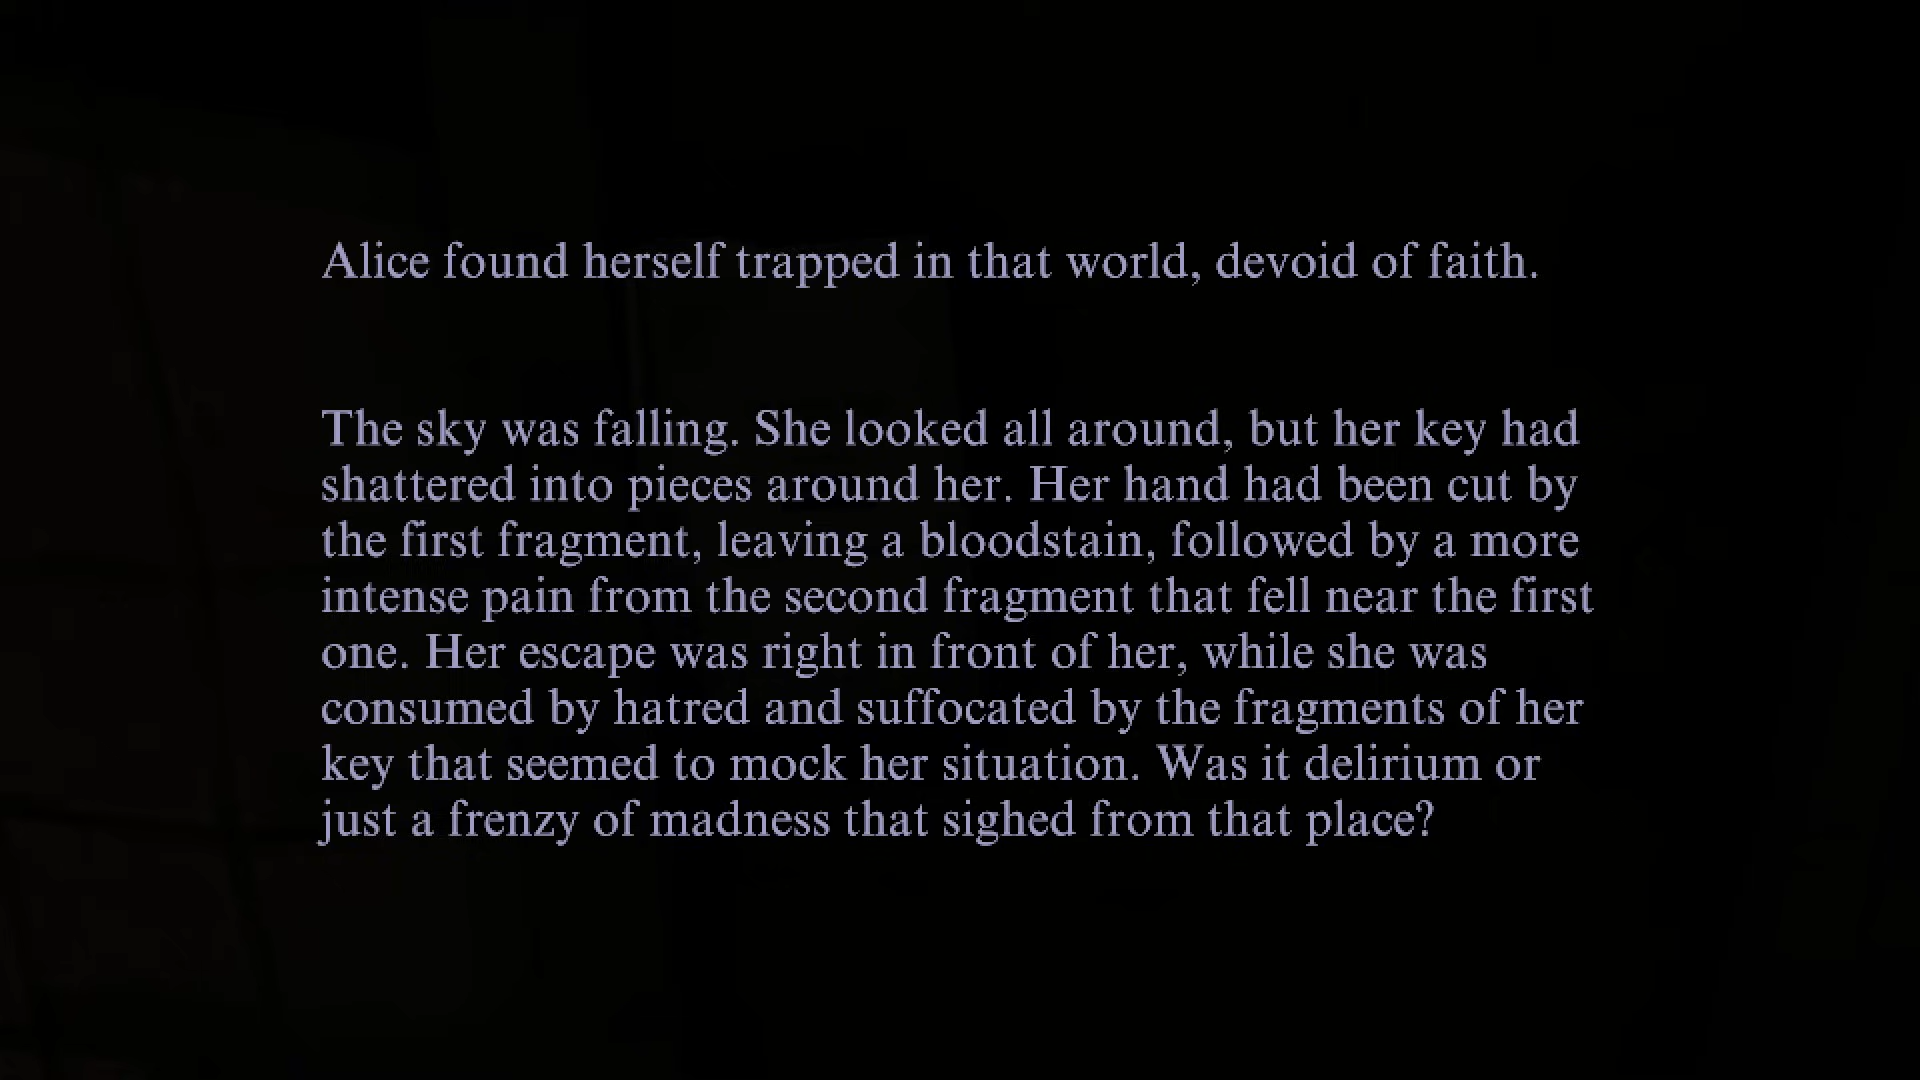 Alice found herself trapped in that world, devoid of faith.
The sky was falling. She looked all around, but her key had
shattered into pieces around her. Her hand had been cut by
the first fragment, leaving a bloodstain, followed by a more
intense pain from the second fragment that fell near the first
one. Her escape was right in front of her, while she was
consumed by hatred and suffocated by the fragments of her
key that seemed to mock her situation. Was it delirium or
just a frenzy of madness that sighed from that place?